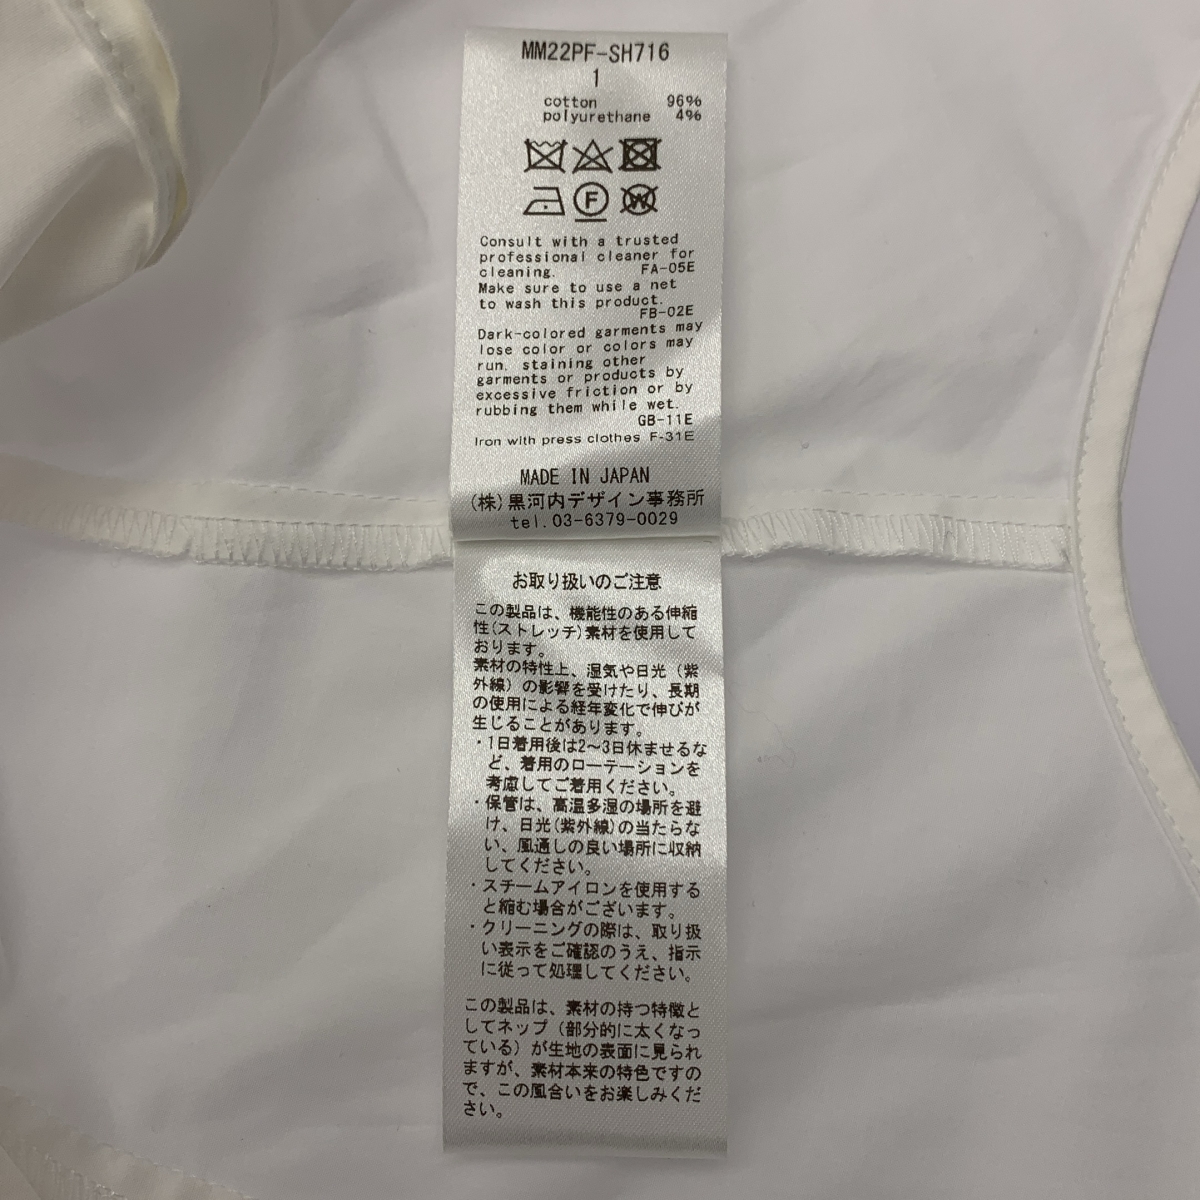 MM22PF-SH716
1
cotton 96%
polyurethane 4%
F
W
Consult with a trusted
professional cleaner for
cleaning. FA-05E
Make sure to use a net
to wash this product.
FB-02E
Dark-colored garments may
lose color or colors may
run, staining other
garments or products by
excessive friction or by
rubbing them while wet.
GB-11E
Iron with press clothes F-31E
MADE IN JAPAN
(株)黒河内デザイン事務所
tel.03-6379-0029
お取り扱いのご注意
この製品は、機能性のある伸縮
性(ストレッチ)素材を使用して
おります。
素材の特性上、湿気や日光（紫
外線）の影響を受けたり、長期
の使用による経年変化で伸びが
生じることがあります。
・1日着用後は2～3日休ませるな
ど、着用のローテーションを
考慮してご着用ください。
・保管は、高温多湿の場所を避
け、日光(紫外線)の当たらな
い、風通しの良い場所に収納
してください。
・スチームアイロンを使用する
と縮む場合がございます。
・クリーニングの際は、取り扱
い表示をご確認のうえ、指示
に従って処理してください。
この製品は、素材の持つ特徴と
してネップ（部分的に太くなっ
ている）が生地の表面に見られ
ますが、素材本来の特色ですの
で、この風合いをお楽しみくだ
さい。